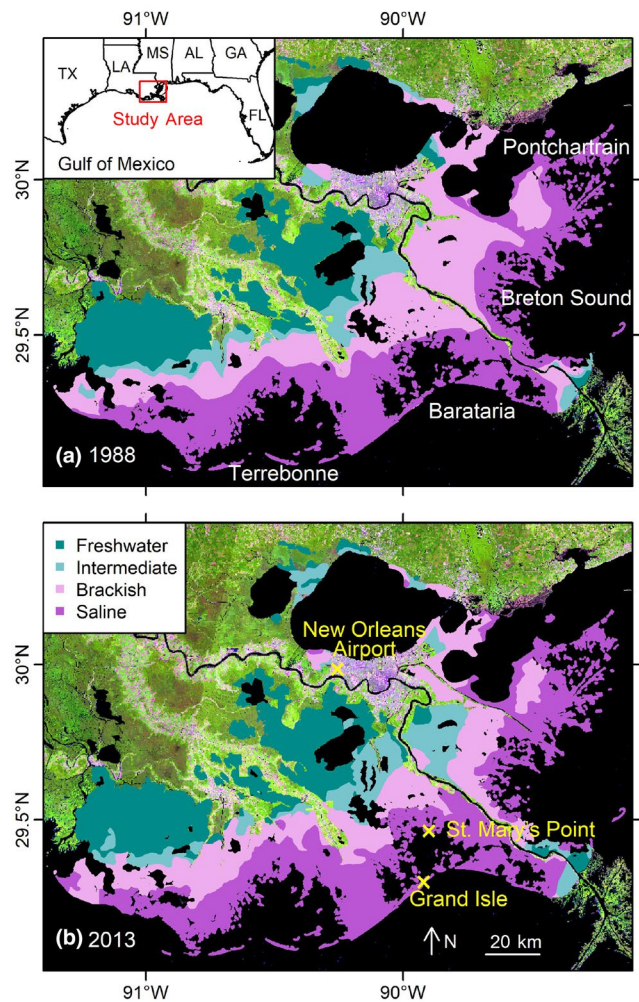 91°W
90°W
TX
LA
MS
AL
GA
FL
Study Area
Gulf of Mexico
Pontchartrain
30°N
Breton Sound
29.5°N
Barataria
(a) 1988
Terrebonne
Freshwater
Intermediate
Brackish
Saline
New Orleans
Airport
30°N
29.5°N
St. Mary's Point
Grand Isle
(b) 2013
N
20 km
91°W
90°W